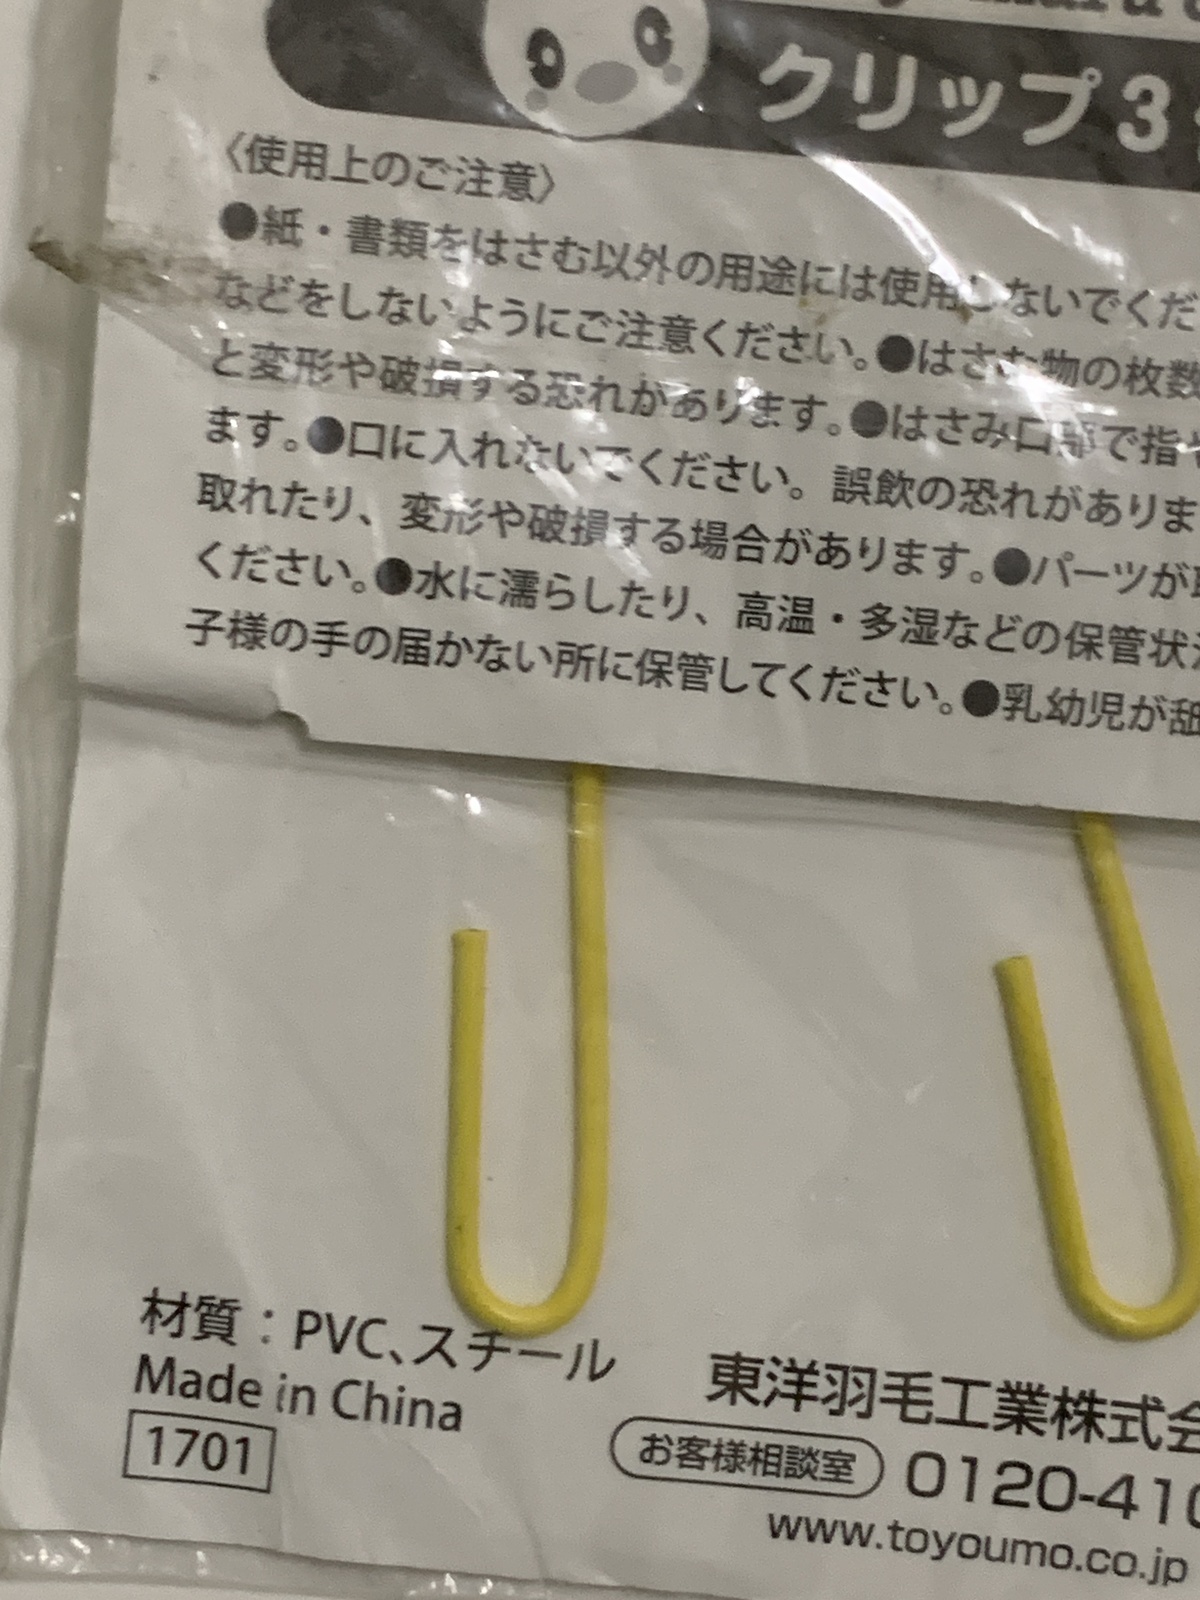 クリップ3
〈使用上のご注意〉
●紙・書類をはさむ以外の用途には使用しないでくだ
などをしないようにご注意ください。●はさむ物の枚数
と変形や破損する恐れがあります。●はさみ口部で指や
ます。●口に入れないでください。誤飲の恐れがありま
取れたり、変形や破損する場合があります。●パーツが
ください。●水に濡らしたり、高温・多湿などの保管状
子様の手の届かない所に保管してください。●乳幼児が舐
材質：PVC、スチール
Made in China
1701
東洋羽毛工業株式会
お客様相談室 0120-410
www.toyoumo.co.jp